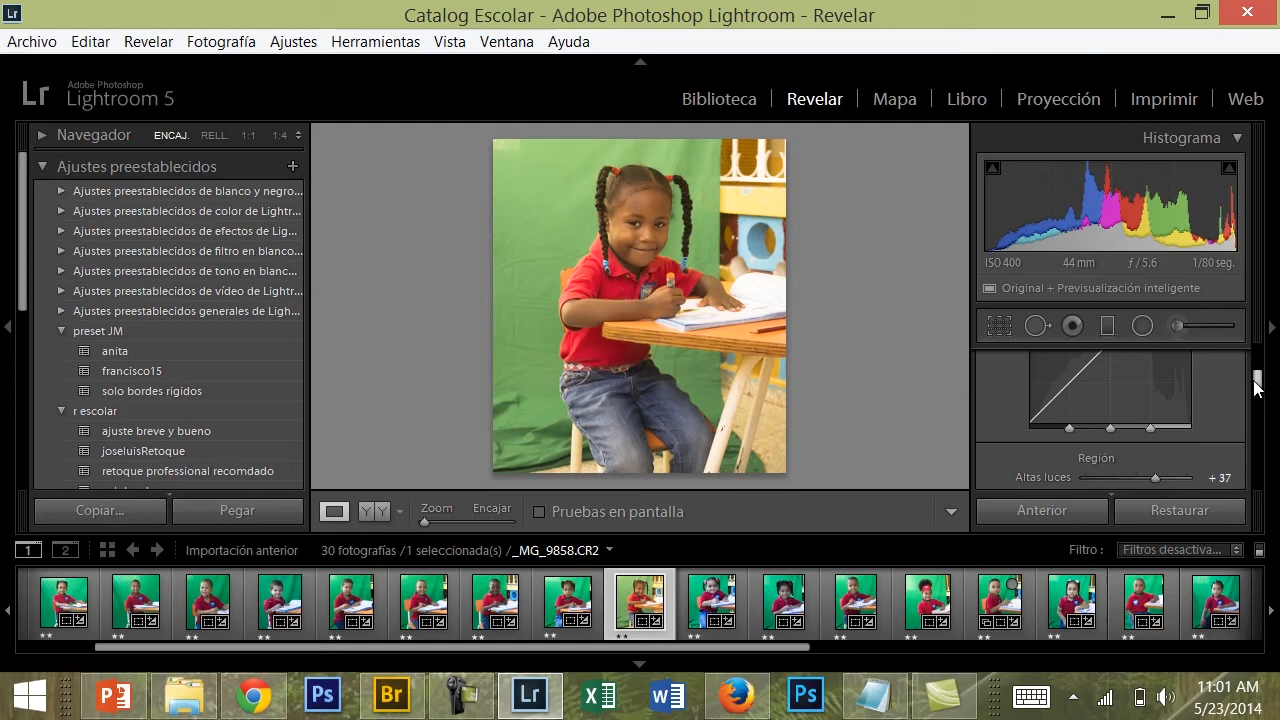 Catalog Escolar - Adobe Photoshop Lightroom - Revelar
Archivo Editar Revelar Fotografía Ajustes Herramientas Vista Ventana Ayuda
Lr Adobe Photoshop
Lightroom 5
Biblioteca Revelar Mapa Libro Proyección Imprimir Web
Navegador ENCAJ. RELL. 1:1 1:4
Ajustes preestablecidos
Ajustes preestablecidos de blanco y negro...
Ajustes preestablecidos de color de Lightr...
Ajustes preestablecidos de efectos de Lig...
Ajustes preestablecidos de filtro en blanco...
Ajustes preestablecidos de tono en blanc...
Ajustes preestablecidos de vídeo de Lightr...
Ajustes preestablecidos generales de Ligh...
preset JM
anita
francisco15
solo bordes rigidos
r escolar
ajuste breve y bueno
joseluisRetoque
retoque professional recomdado
Copiar... Pegar
Histograma
ISO 400 44 mm ƒ / 5.6 1/80 seg.
Original + Previsualización inteligente
Región
Altas luces + 37
Anterior Restaurar
YY Zoom Encajar Pruebas en pantalla
1 2 Importación anterior 30 fotografías /1 seleccionada(s) /_MG_9858.CR2 Filtro : Filtros desactiva...
Ps Br Lr Ps
11:01 AM
5/23/2014